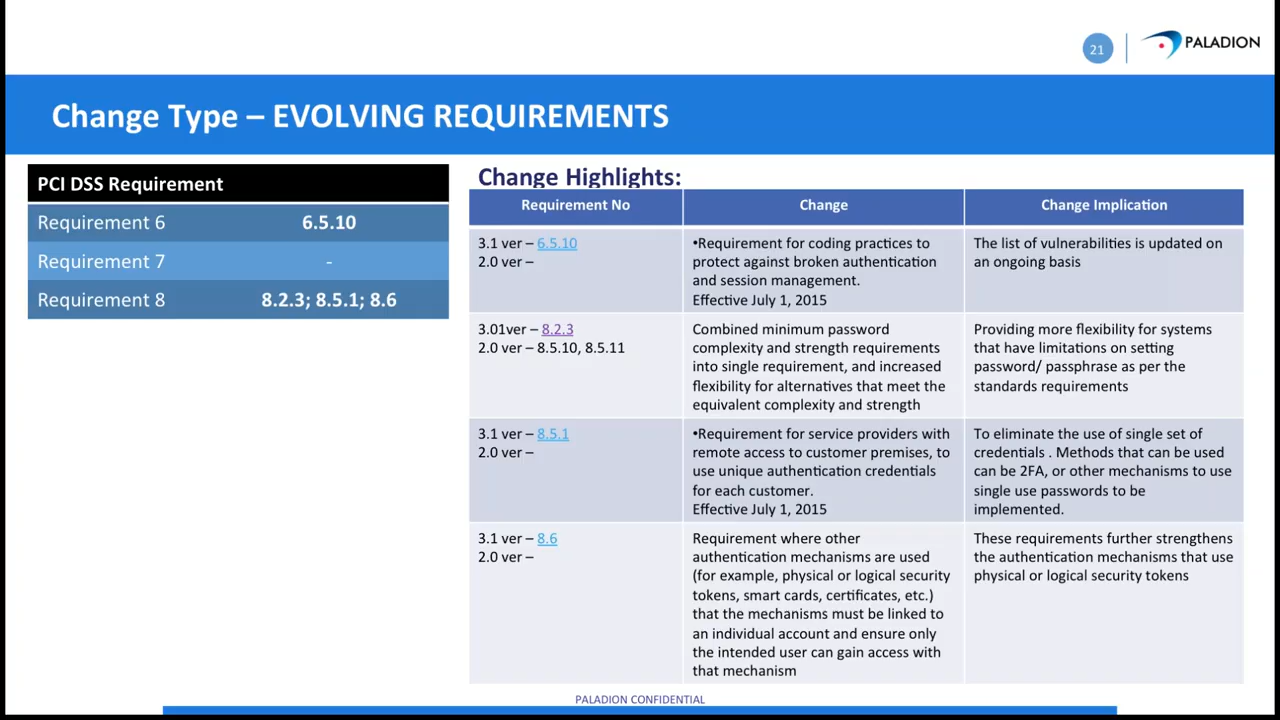 21
PALADION
Change Type – EVOLVING REQUIREMENTS
PCI DSS Requirement
Requirement 6 6.5.10
Requirement 7 -
Requirement 8 8.2.3; 8.5.1; 8.6
Change Highlights:
Requirement No Change Change Implication
3.1 ver – 6.5.10
2.0 ver –
•Requirement for coding practices to
protect against broken authentication
and session management.
Effective July 1, 2015
The list of vulnerabilities is updated on
an ongoing basis
3.01ver – 8.2.3
2.0 ver – 8.5.10, 8.5.11
Combined minimum password
complexity and strength requirements
into single requirement, and increased
flexibility for alternatives that meet the
equivalent complexity and strength
Providing more flexibility for systems
that have limitations on setting
password/ passphrase as per the
standards requirements
3.1 ver – 8.5.1
2.0 ver –
•Requirement for service providers with
remote access to customer premises, to
use unique authentication credentials
for each customer.
Effective July 1, 2015
To eliminate the use of single set of
credentials . Methods that can be used
can be 2FA, or other mechanisms to use
single use passwords to be
implemented.
3.1 ver – 8.6
2.0 ver –
Requirement where other
authentication mechanisms are used
(for example, physical or logical security
tokens, smart cards, certificates, etc.)
that the mechanisms must be linked to
an individual account and ensure only
the intended user can gain access with
that mechanism
These requirements further strengthens
the authentication mechanisms that use
physical or logical security tokens
PALADION CONFIDENTIAL